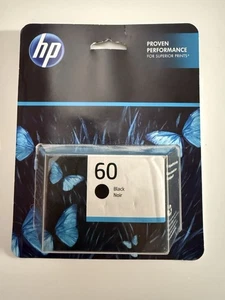 hp
PROVEN
PERFORMANCE
FOR SUPERIOR PRINTS*
60
Black
Noir